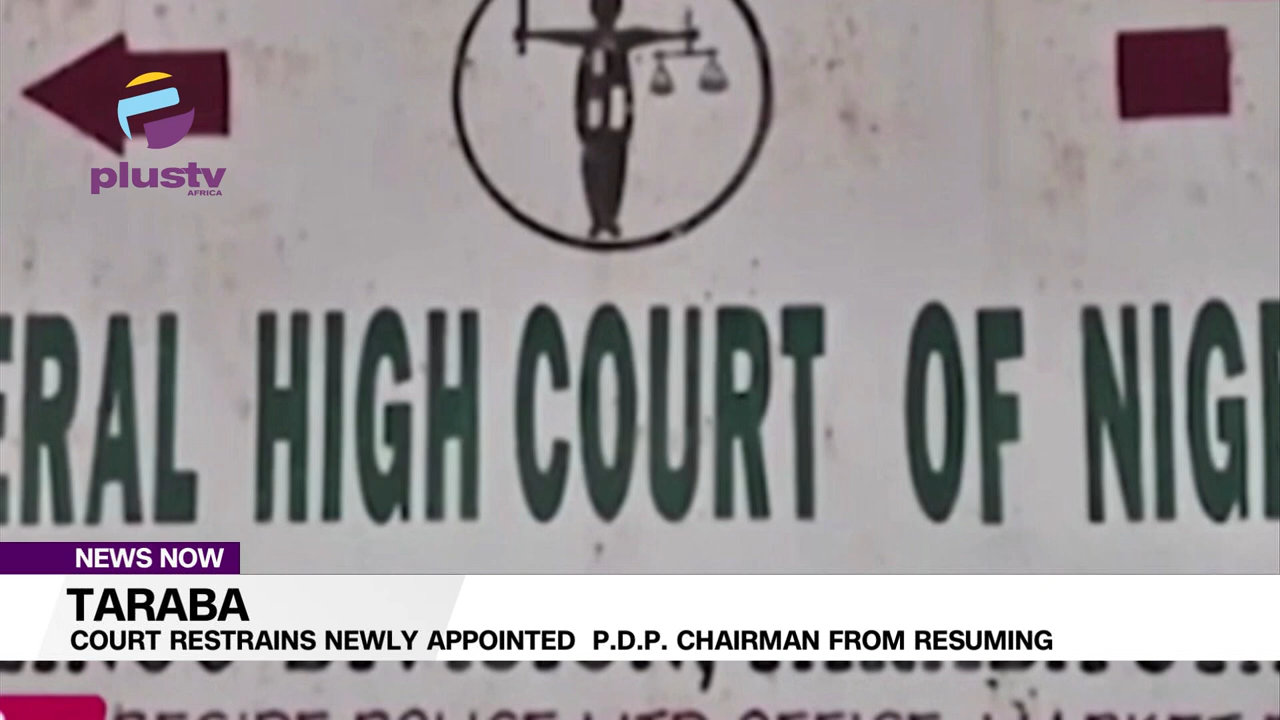 plustv
AFRICA
ERAL HIGH COURT OF NIG
NEWS NOW
TARABA
COURT RESTRAINS NEWLY APPOINTED P.D.P. CHAIRMAN FROM RESUMING